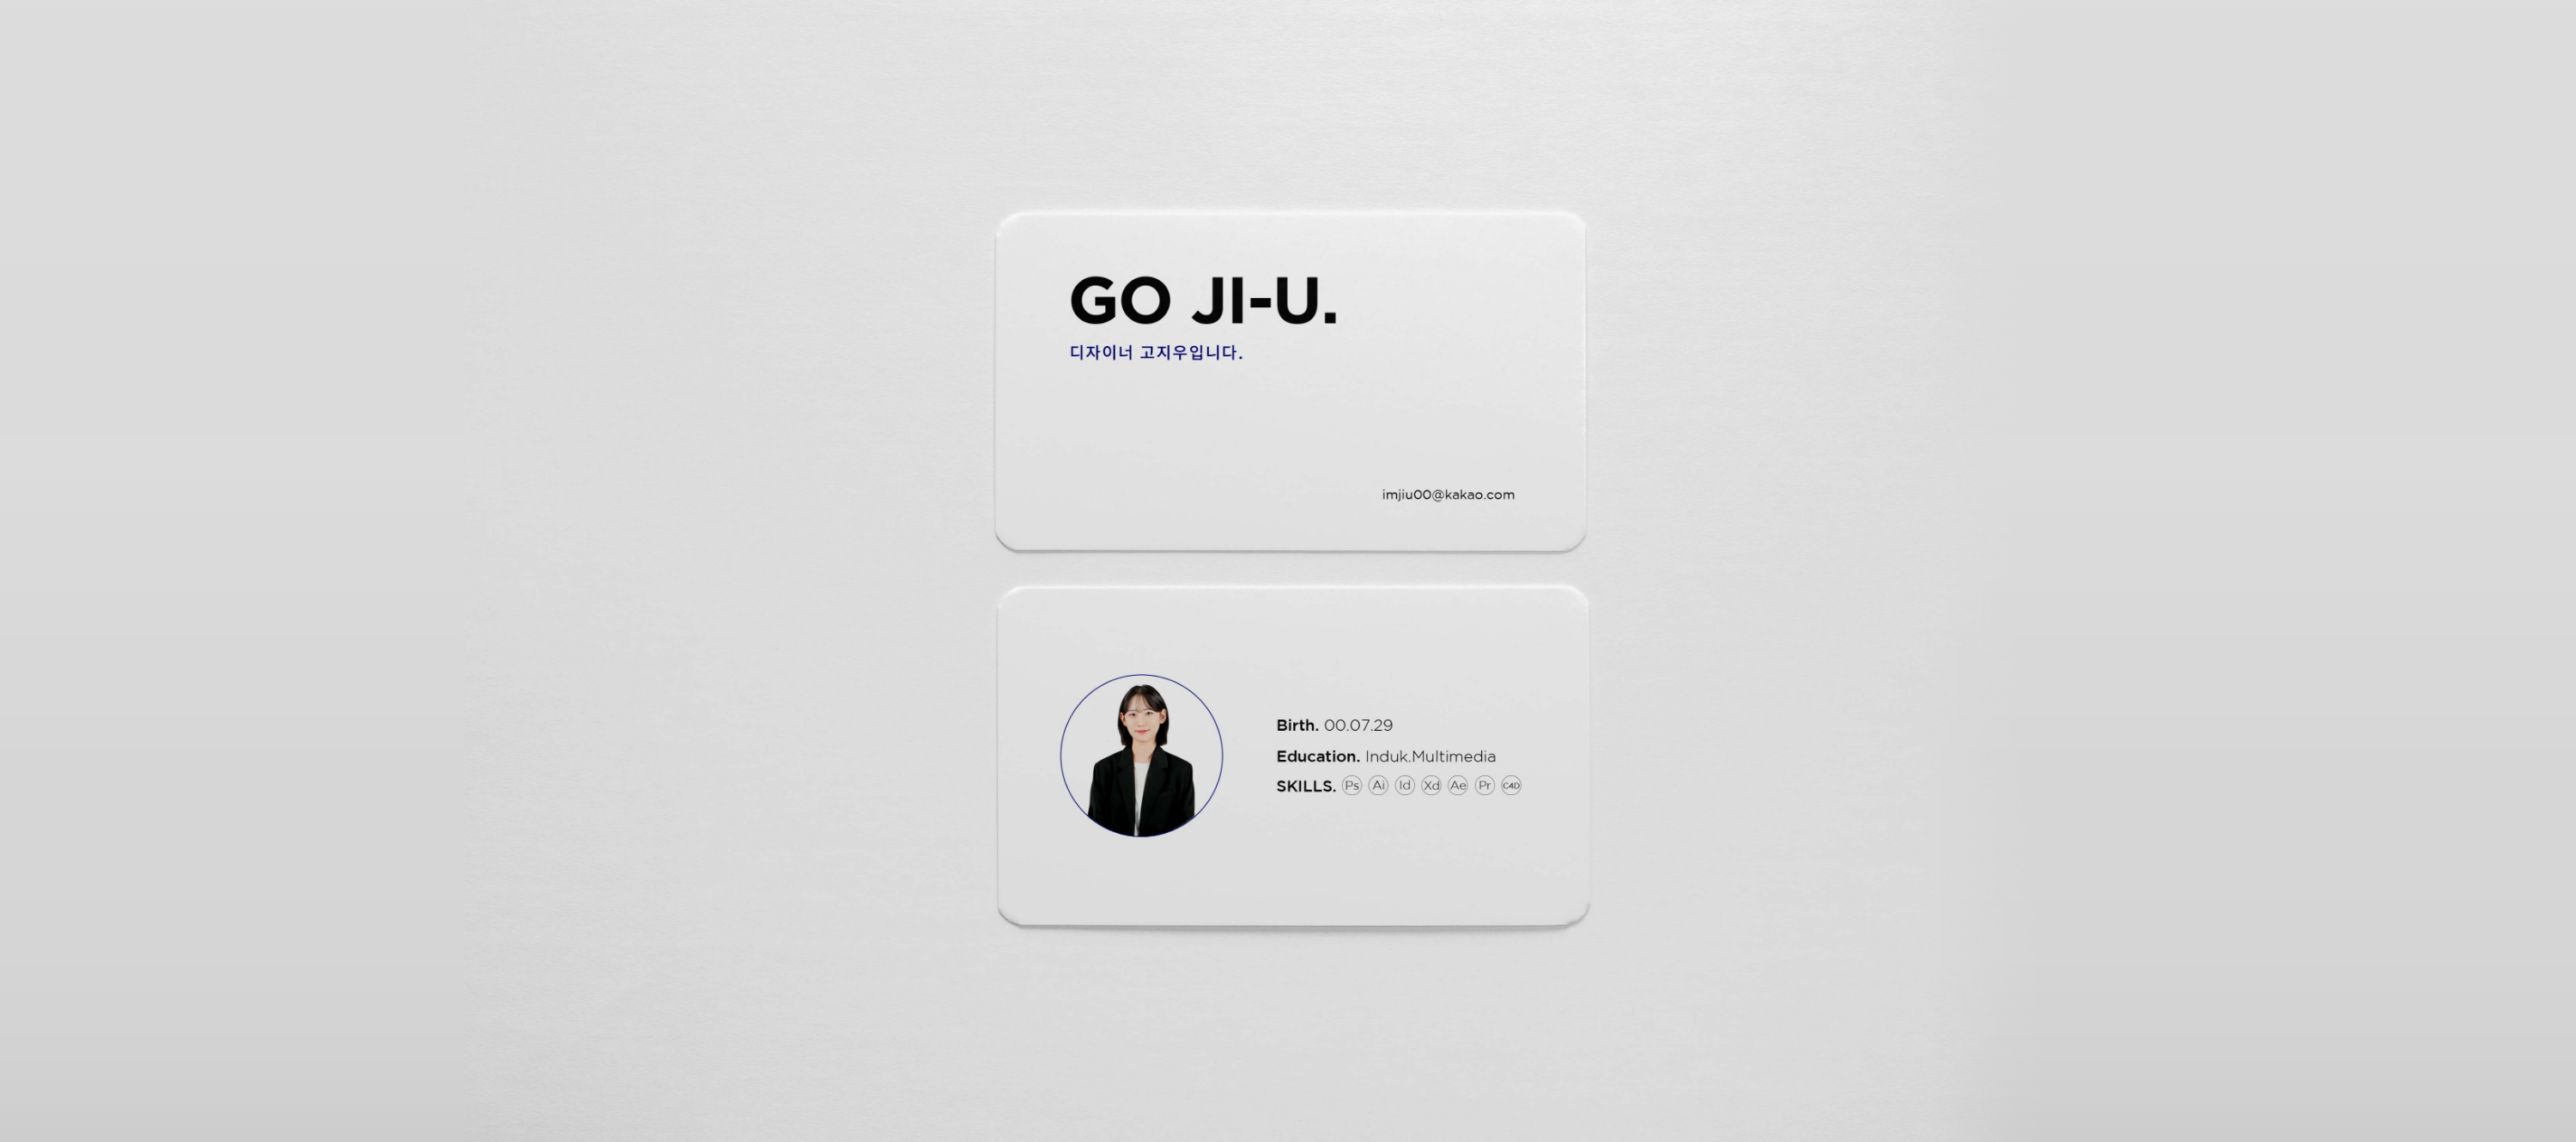 GO JI-U.
디자이너 고지우입니다.
imjiu00@kakao.com
Birth. 00.07.29
Education. Induk.Multimedia
SKILLS. Ps Ai Id Xd Ae Pr C4D